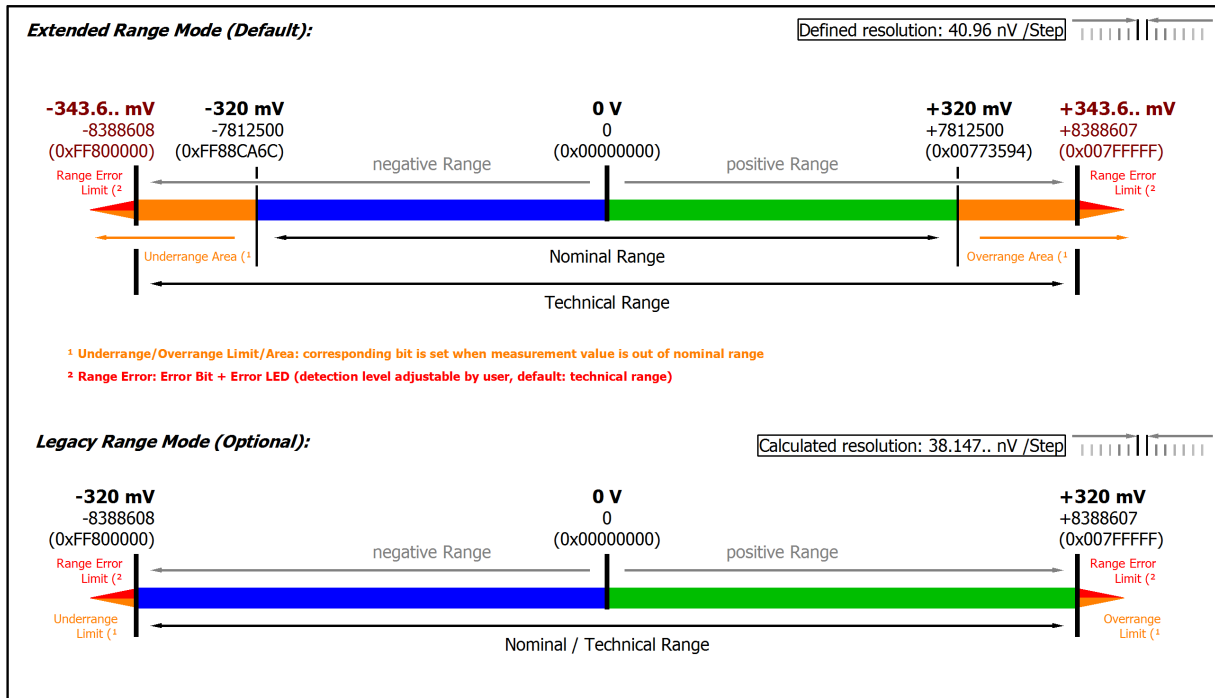 Extended Range Mode (Default):
Defined resolution: 40.96 nV /Step
-343.6.. mV
-8388608
(0xFF800000)
-320 mV
-7812500
(0xFF88CA6C)
0 V
0
(0x00000000)
+320 mV
+7812500
(0x00773594)
+343.6.. mV
+8388607
(0x007FFFFF)
negative Range
positive Range
Range Error
Limit (²
Range Error
Limit (²
Underrange Area (¹
Nominal Range
Overrange Area (¹
Technical Range
¹ Underrange/Overrange Limit/Area: corresponding bit is set when measurement value is out of nominal range
² Range Error: Error Bit + Error LED (detection level adjustable by user, default: technical range)
Legacy Range Mode (Optional):
Calculated resolution: 38.147.. nV /Step
-320 mV
-8388608
(0xFF800000)
0 V
0
(0x00000000)
+320 mV
+8388607
(0x007FFFFF)
negative Range
positive Range
Range Error
Limit (²
Range Error
Limit (²
Underrange
Limit (¹
Overrange
Limit (¹
Nominal / Technical Range